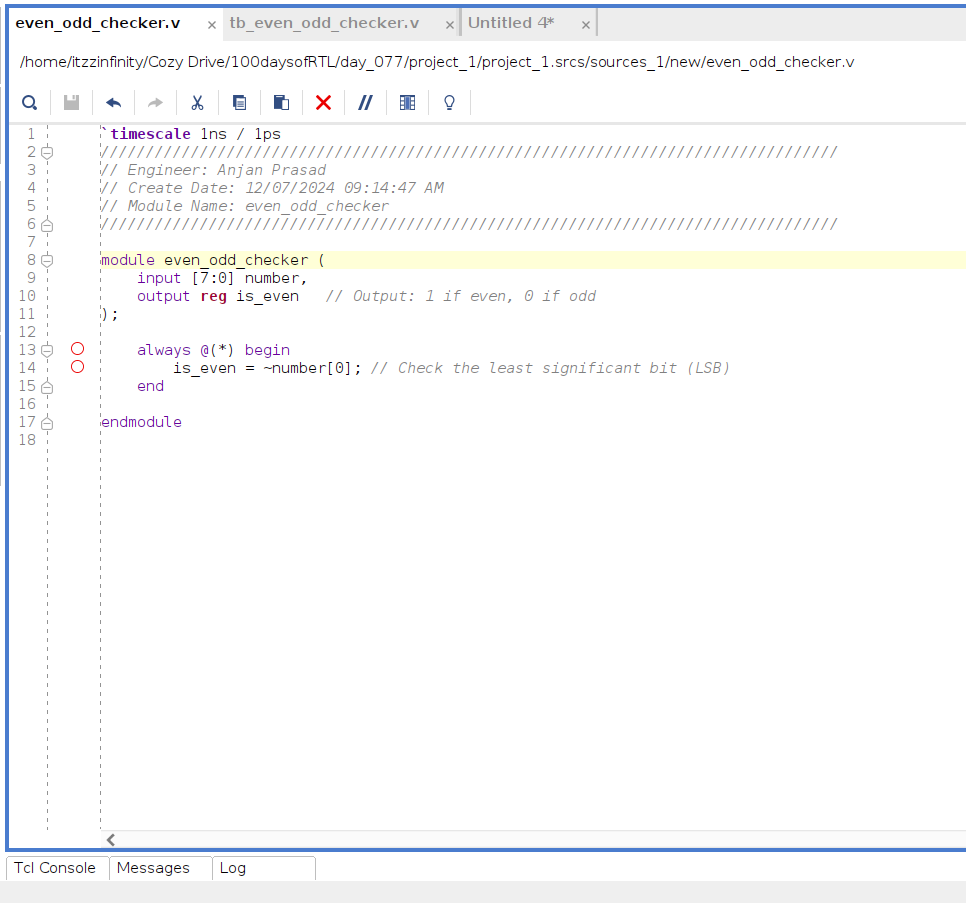 even_odd_checker.v × tb_even_odd_checker.v × Untitled 4* ×
/home/itzzinfinity/Cozy Drive/100daysofRTL/day_077/project_1/project_1.srcs/sources_1/new/even_odd_checker.v
1 `timescale 1ns / 1ps
2 //////////////////////////////////////////////////////////////////////////////////
3 // Engineer: Anjan Prasad
4 // Create Date: 12/07/2024 09:14:47 AM
5 // Module Name: even_odd_checker
6 //////////////////////////////////////////////////////////////////////////////////
7
8 module even_odd_checker (
9     input [7:0] number,
10     output reg is_even   // Output: 1 if even, 0 if odd
11 );
12
13     always @(*) begin
14         is_even = ~number[0]; // Check the least significant bit (LSB)
15     end
16
17 endmodule
18
Tcl Console Messages Log